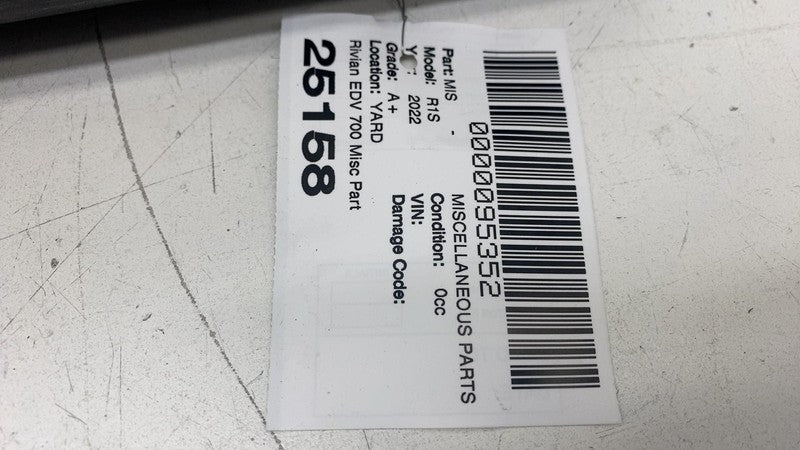 0000095352
Part: MIS - MISCELLANEOUS PARTS
Model: R1S Condition: 0cc
2022 VIN:
Grade: A+ Damage Code:
Location: YARD
Rivian EDV 700 Misc Part
25158